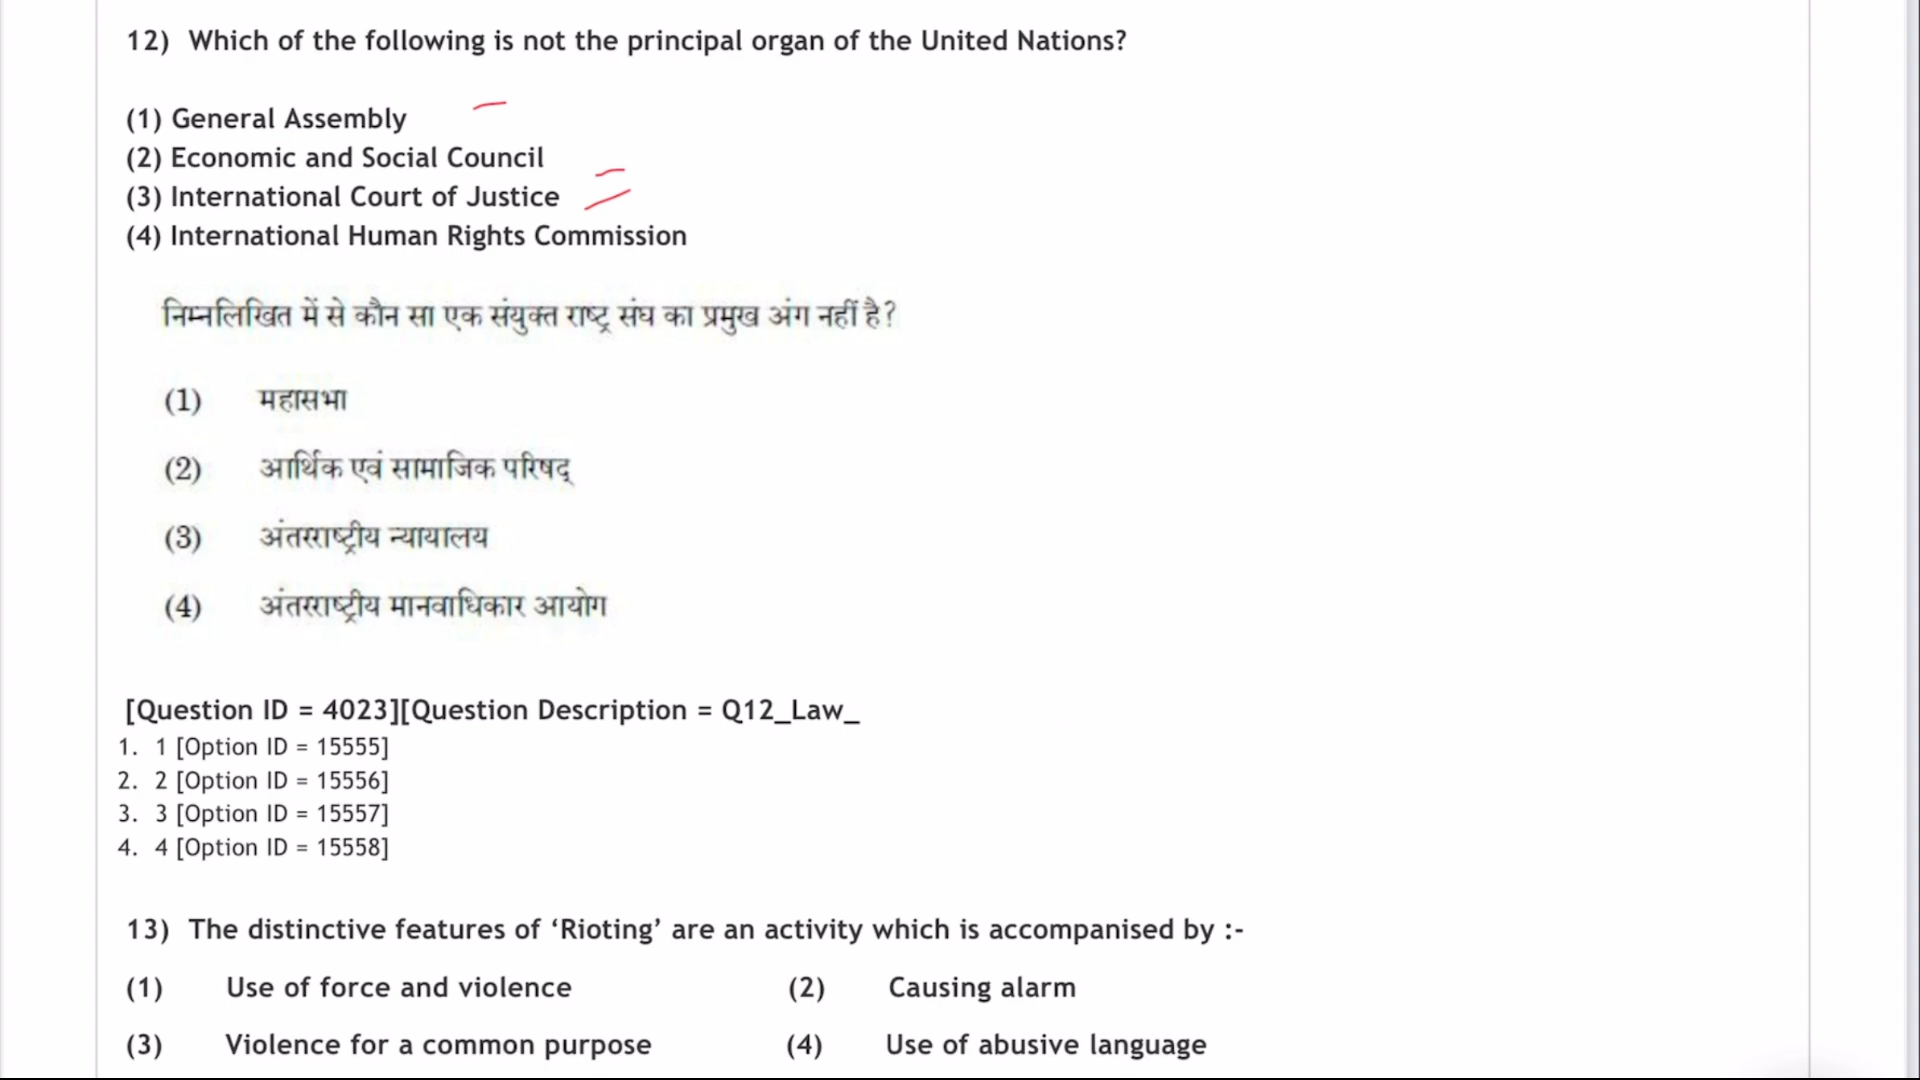 12) Which of the following is not the principal organ of the United Nations?
(1) General Assembly
(2) Economic and Social Council
(3) International Court of Justice
(4) International Human Rights Commission
निम्नलिखित में से कौन सा एक संयुक्त राष्ट्र संघ का प्रमुख अंग नहीं है?
(1) महासभा
(2) आर्थिक एवं सामाजिक परिषद्
(3) अंतरराष्ट्रीय न्यायालय
(4) अंतरराष्ट्रीय मानवाधिकार आयोग
[Question ID = 4023][Question Description = Q12_Law_
1. 1 [Option ID = 15555]
2. 2 [Option ID = 15556]
3. 3 [Option ID = 15557]
4. 4 [Option ID = 15558]
13) The distinctive features of ‘Rioting’ are an activity which is accompanised by :-
(1) Use of force and violence (2) Causing alarm
(3) Violence for a common purpose (4) Use of abusive language